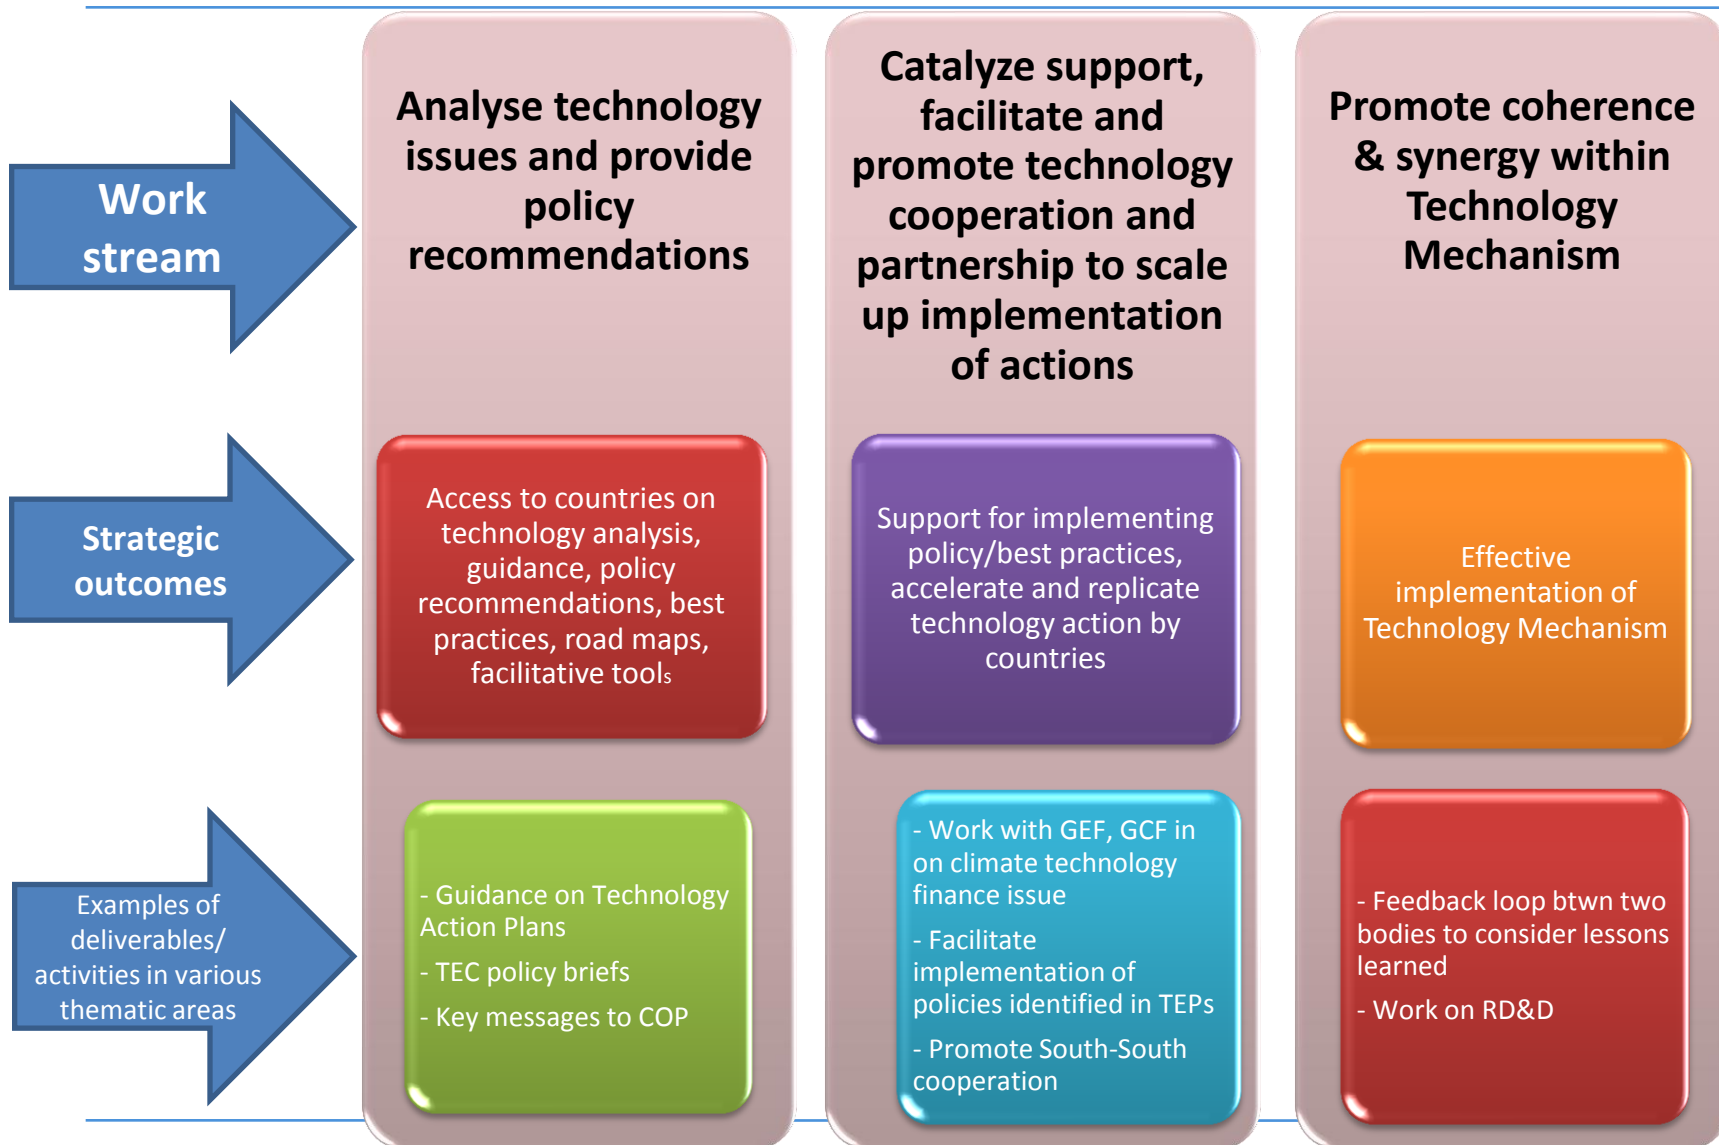 Work
stream
Analyse technology
issues and provide
policy
recommendations
Catalyze support,
facilitate and
promote technology
cooperation and
partnership to scale
up implementation
of actions
Promote coherence
& synergy within
Technology
Mechanism
Strategic
outcomes
Access to countries on
technology analysis,
guidance, policy
recommendations, best
practices, road maps,
facilitative tools
Support for implementing
policy/best practices,
accelerate and replicate
technology action by
countries
Effective
implementation of
Technology Mechanism
Examples of
deliverables/
activities in various
thematic areas
- Guidance on Technology
Action Plans
- TEC policy briefs
- Key messages to COP
- Work with GEF, GCF in
on climate technology
finance issue
- Facilitate
implementation of
policies identified in TEPs
- Promote South-South
cooperation
- Feedback loop btwn two
bodies to consider lessons
learned
- Work on RD&D